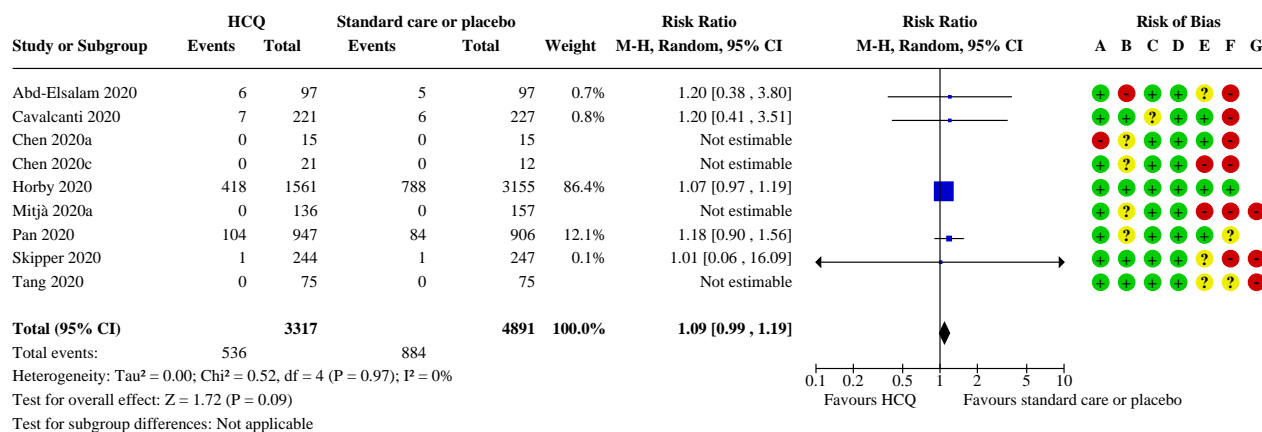 HCQ Standard care or placebo Risk Ratio Risk Ratio Risk of Bias
Study or Subgroup Events Total Events Total Weight M-H, Random, 95% CI M-H, Random, 95% CI A B C D E F G
Abd-Elsalam 2020 6 97 5 97 0.7% 1.20 [0.38 , 3.80] + - + + ? -
Cavalcanti 2020 7 221 6 227 0.8% 1.20 [0.41 , 3.51] + + ? + + -
Chen 2020a 0 15 0 15 Not estimable - ? + + + -
Chen 2020c 0 21 0 12 Not estimable + ? + + - -
Horby 2020 418 1561 788 3155 86.4% 1.07 [0.97 , 1.19] + + + + + +
Mitjà 2020a 0 136 0 157 Not estimable + ? + + - - -
Pan 2020 104 947 84 906 12.1% 1.18 [0.90 , 1.56] + ? + + + ?
Skipper 2020 1 244 1 247 0.1% 1.01 [0.06 , 16.09] + + + + ? - -
Tang 2020 0 75 0 75 Not estimable + + + + ? ? -
Total (95% CI) 3317 4891 100.0% 1.09 [0.99 , 1.19]
Total events: 536 884
Heterogeneity: Tau² = 0.00; Chi² = 0.52, df = 4 (P = 0.97); I² = 0%
0.1 0.2 0.5 1 2 5 10
Test for overall effect: Z = 1.72 (P = 0.09)
Favours HCQ Favours standard care or placebo
Test for subgroup differences: Not applicable